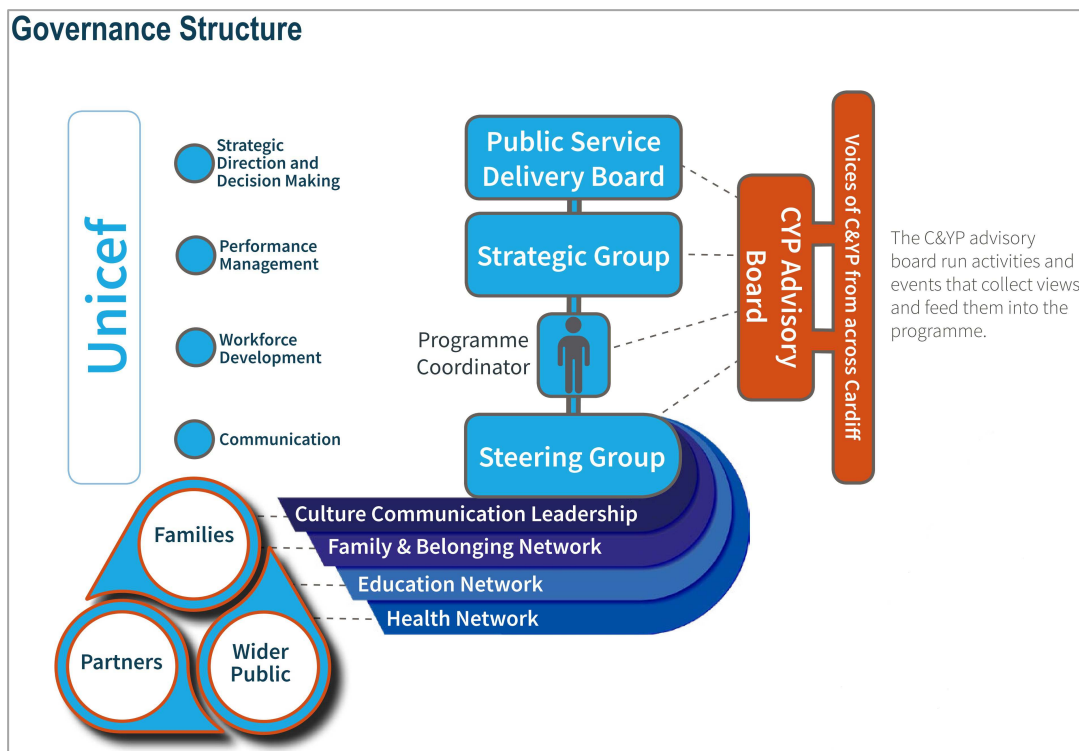 Governance Structure
Unicef
Strategic
Direction and
Decision Making
Performance
Management
Workforce
Development
Communication
Public Service
Delivery Board
Strategic Group
Programme
Coordinator
Steering Group
CYP Advisory
Board
Voices of C&YP from across Cardiff
The C&YP advisory
board run activities and
events that collect views
and feed them into the
programme.
Culture Communication Leadership
Family & Belonging Network
Education Network
Health Network
Families
Partners
Wider
Public